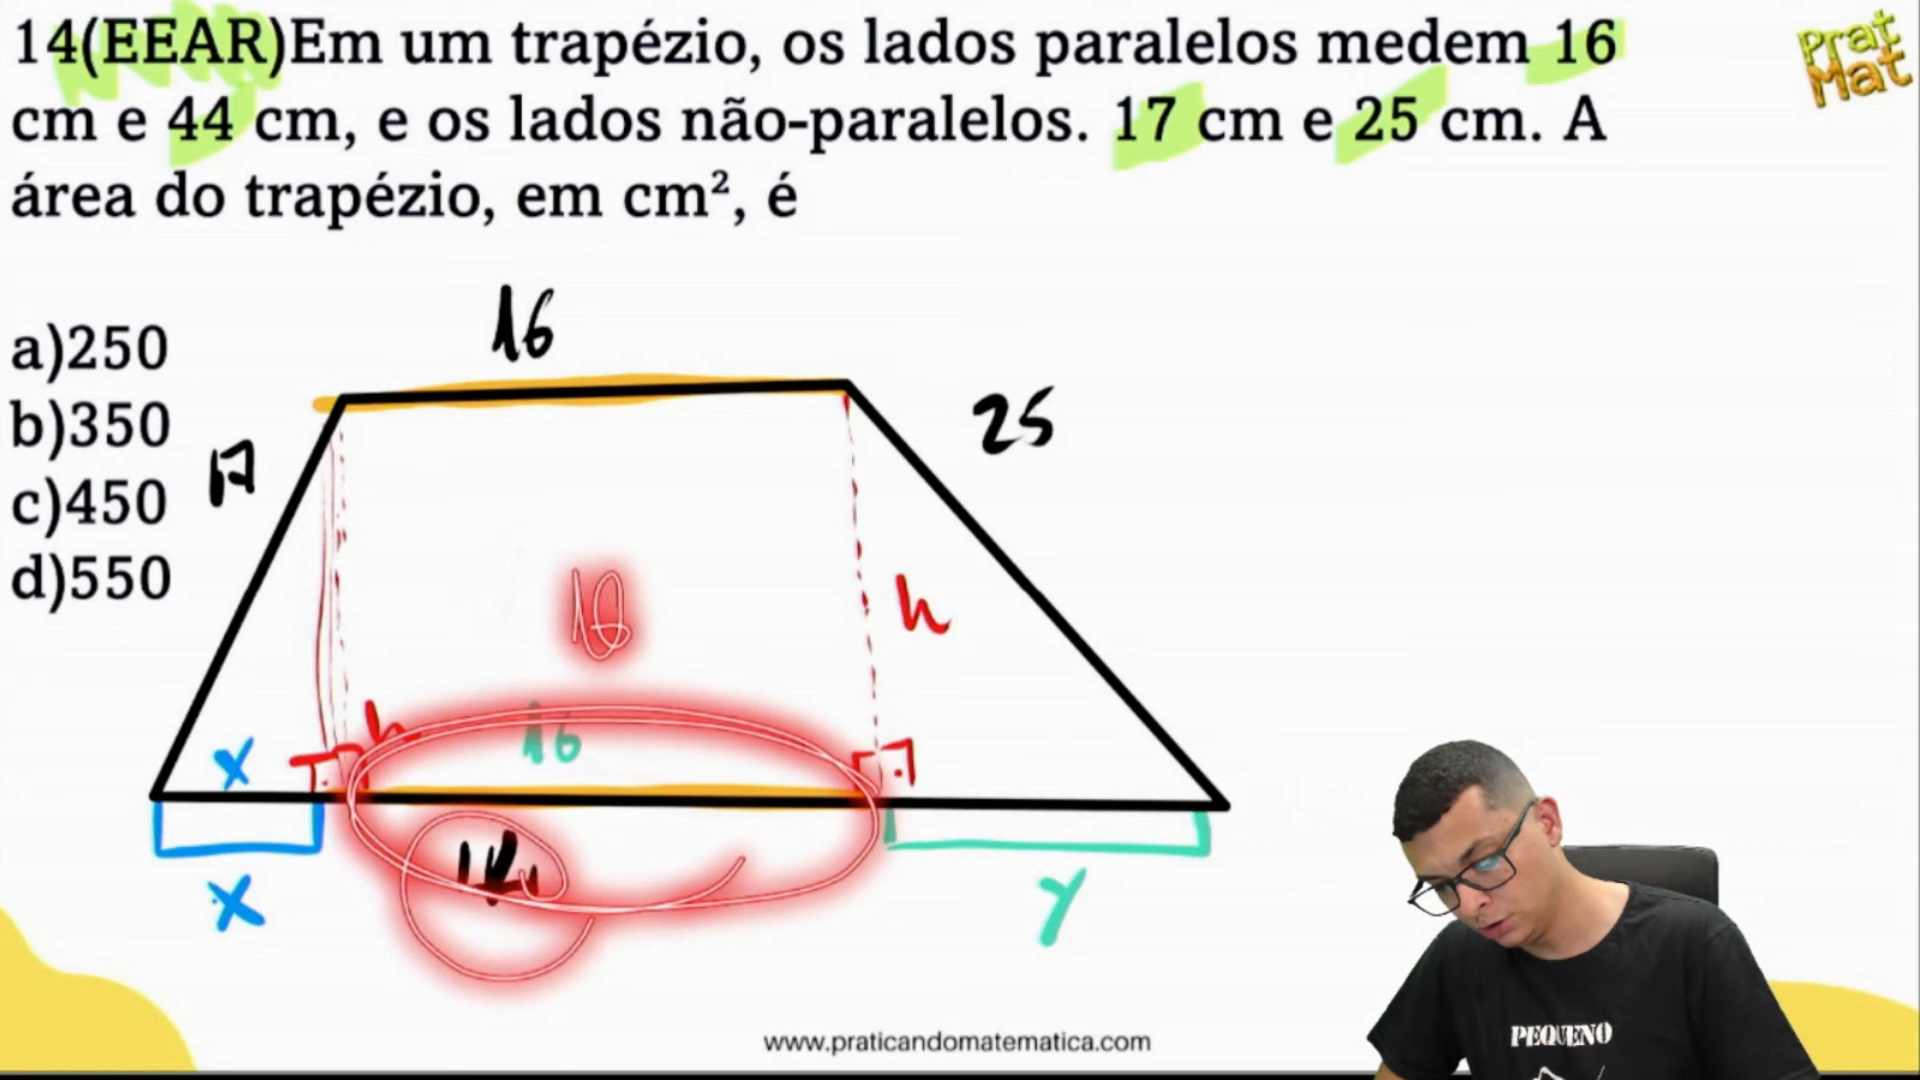 14(EEAR)Em um trapézio, os lados paralelos medem 16
cm e 44 cm, e os lados não-paralelos. 17 cm e 25 cm. A
área do trapézio, em cm², é
Prat
Mat
a)250
b)350
c)450
d)550
16
17
25
h
h
16
x
x
y
www.praticandomatematica.com
PEQUENO